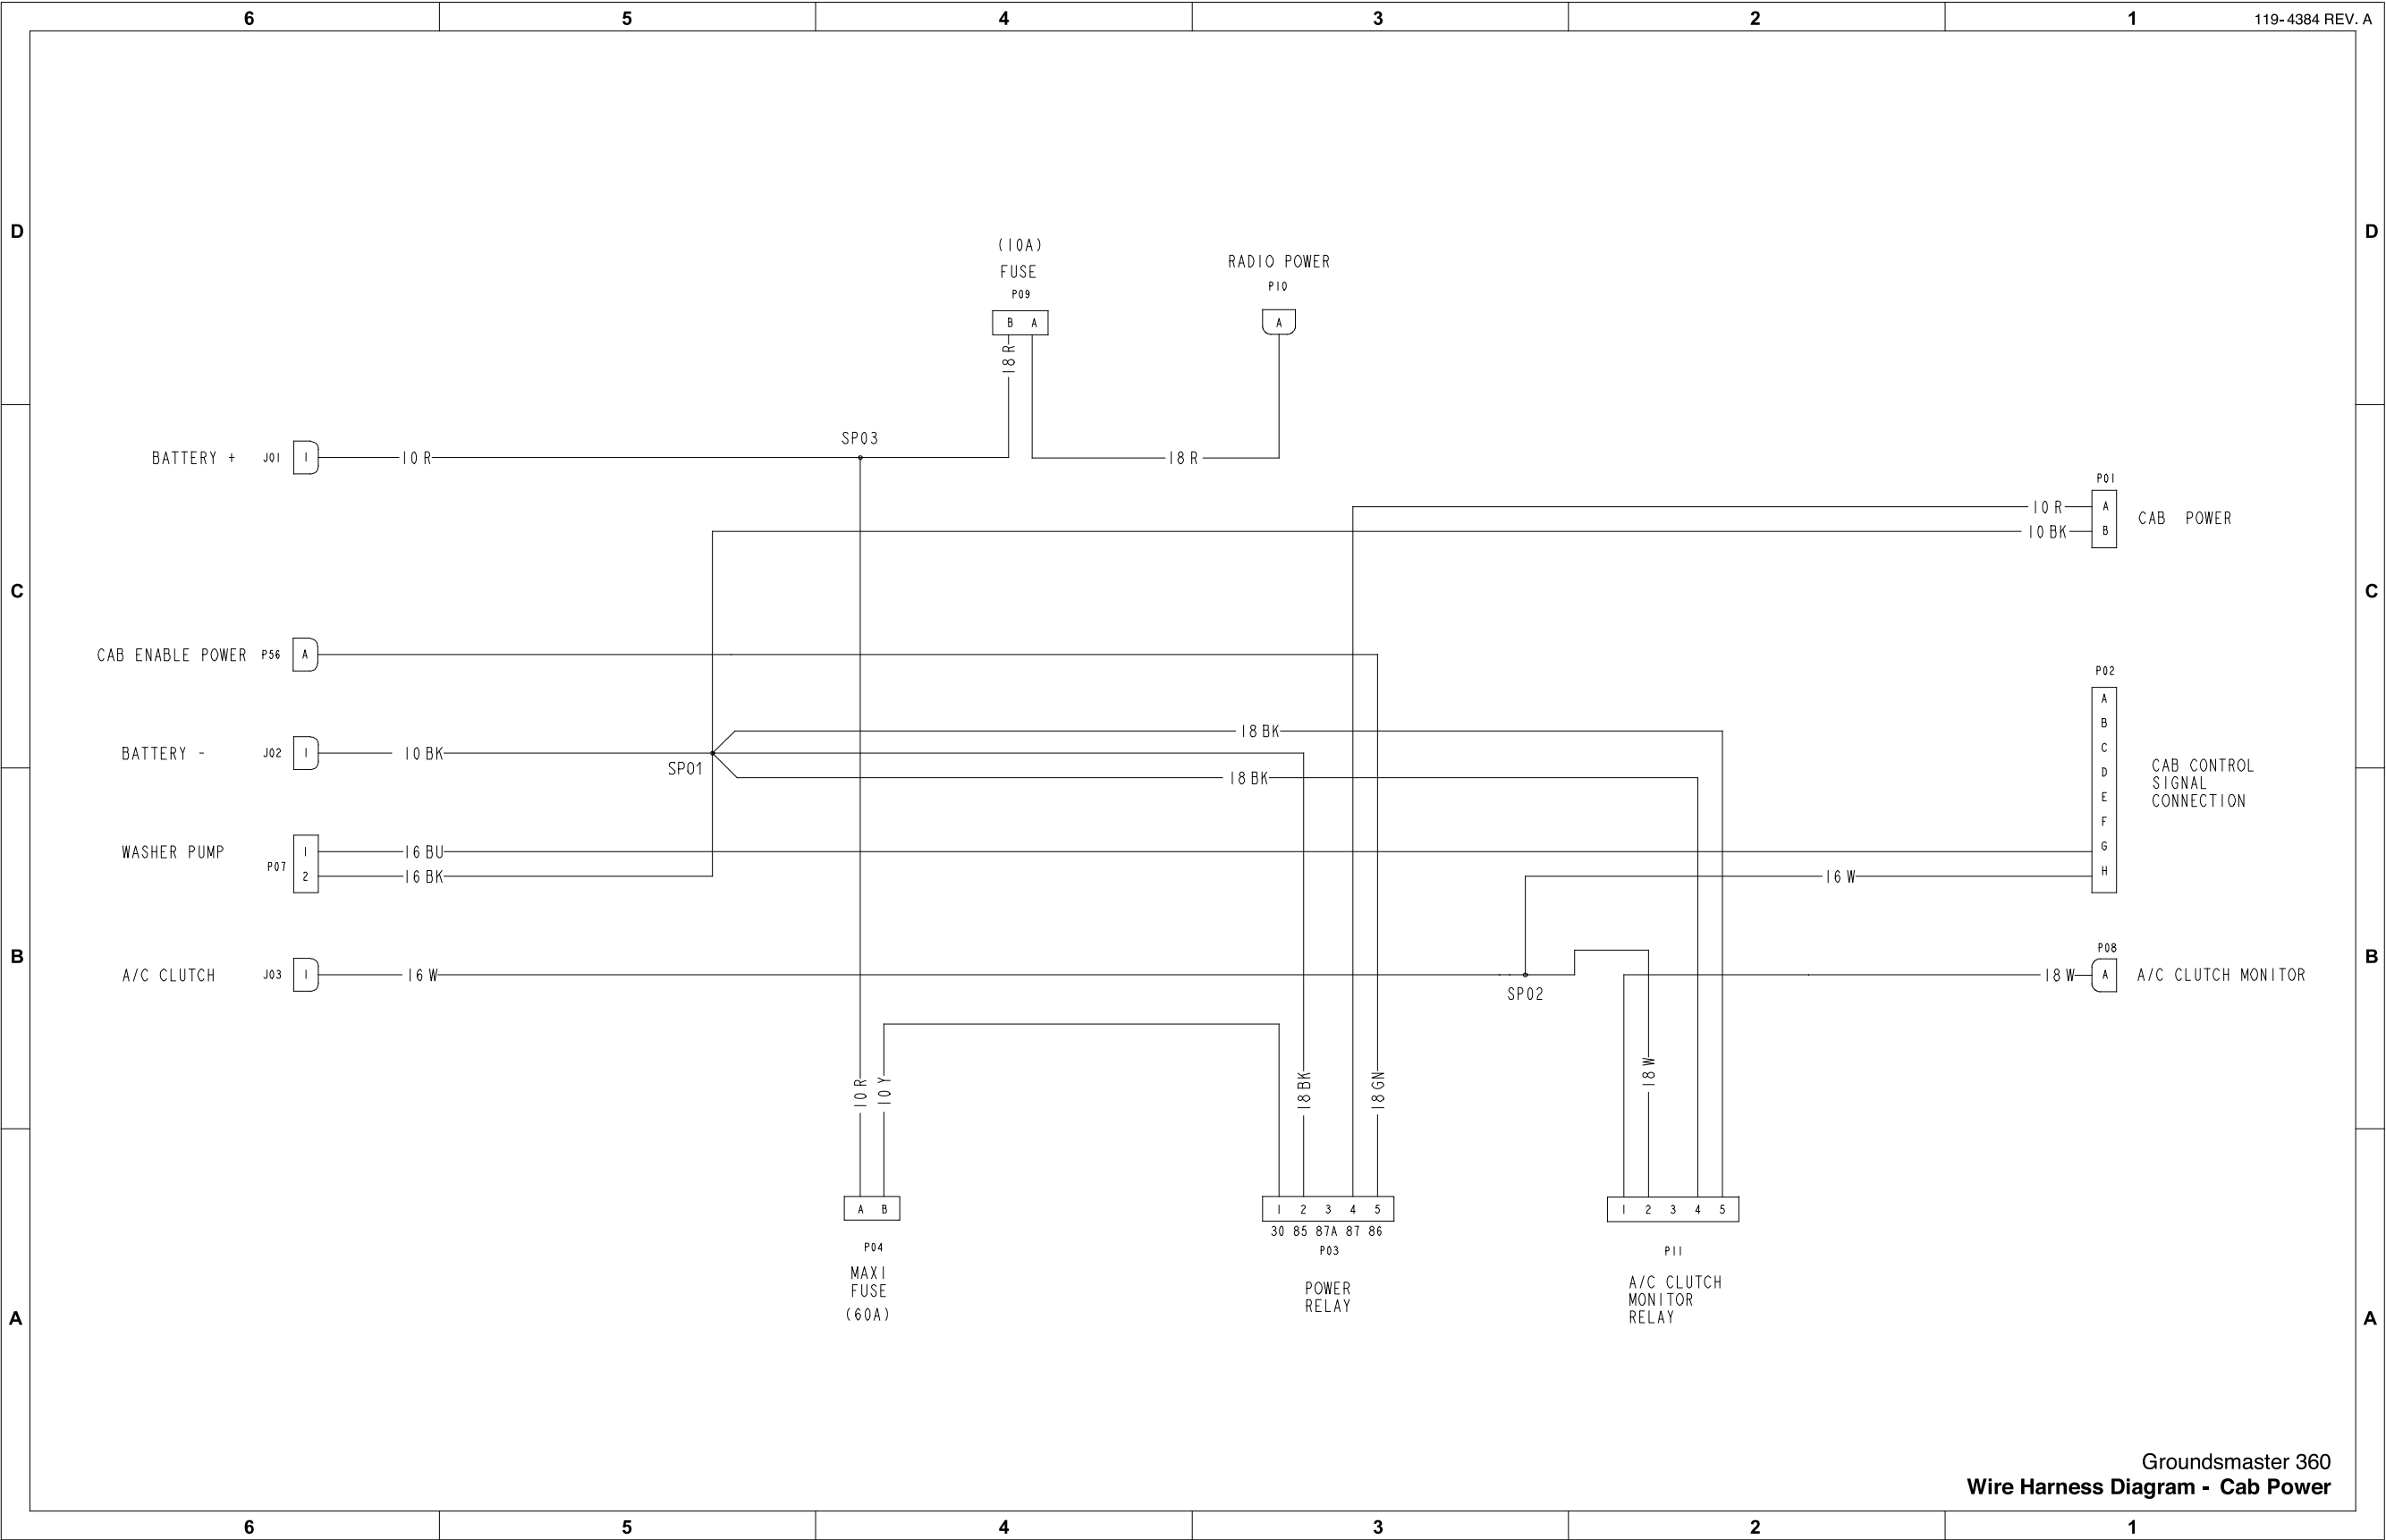 6 5 4 3 2 1 119-4384 REV. A
D D
(10A)
FUSE
P09
B A
RADIO POWER
P10
A
18 R
BATTERY + J01 1 10 R
SP03
18 R
P01
10 R A
10 BK B
CAB POWER
C C
CAB ENABLE POWER P56 A
P02
A
B
C
D
E
F
G
H
CAB CONTROL
SIGNAL
CONNECTION
18 BK
BATTERY - J02 1 10 BK
SP01
18 BK
WASHER PUMP
P07
1 16 BU
2 16 BK
16 W
B B
P08
A/C CLUTCH J03 1 16 W
SP02
18 W A A/C CLUTCH MONITOR
10 R
10 Y
18 BK
18 GN
18 W
A B
P04
MAXI
FUSE
(60A)
1 2 3 4 5
30 85 87A 87 86
P03
POWER
RELAY
1 2 3 4 5
P11
A/C CLUTCH
MONITOR
RELAY
A A
Groundsmaster 360
Wire Harness Diagram - Cab Power
6 5 4 3 2 1